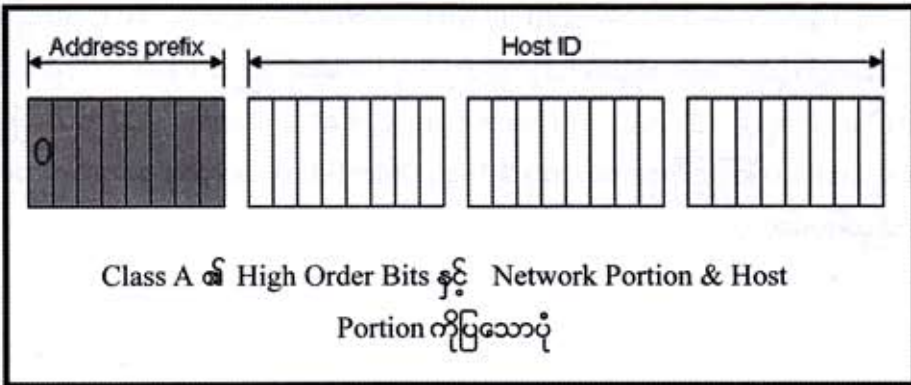 Address prefix
Host ID
0
Class A ၏ High Order Bits နှင့် Network Portion & Host
Portion ကိုပြသောပုံ